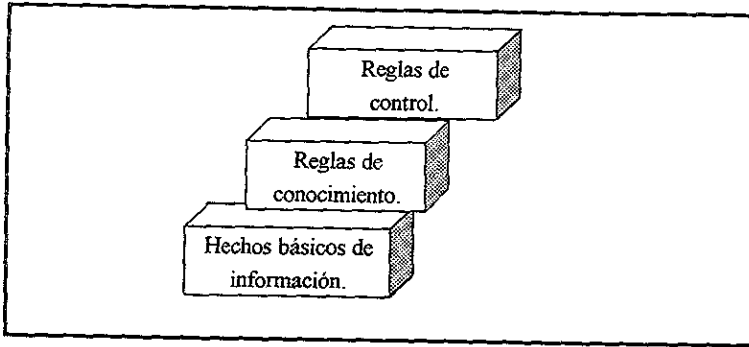 Reglas de
control.
Reglas de
conocimiento.
Hechos básicos de
información.